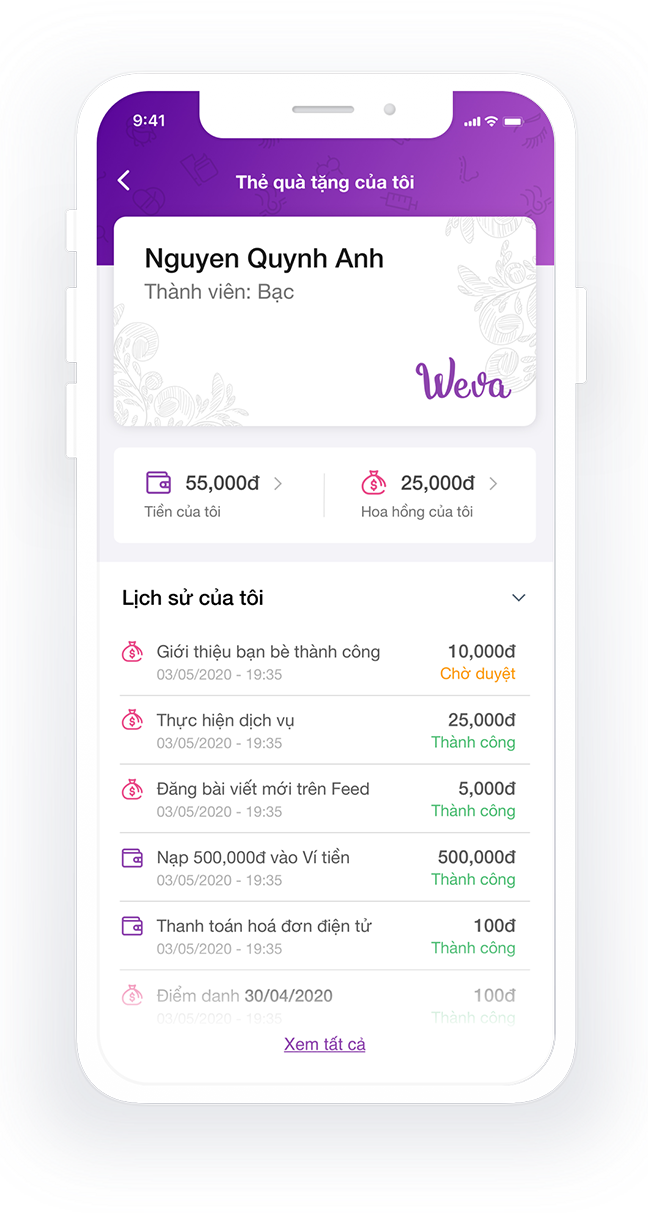 9:41
Thẻ quà tặng của tôi
Nguyen Quynh Anh
Thành viên: Bạc
Weva
55,000đ
25,000đ
Tiền của tôi
Hoa hồng của tôi
Lịch sử của tôi
Giới thiệu bạn bè thành công
10,000đ
03/05/2020 - 19:35
Chờ duyệt
Thực hiện dịch vụ
25,000đ
03/05/2020 - 19:35
Thành công
Đăng bài viết mới trên Feed
5,000đ
03/05/2020 - 19:35
Thành công
Nạp 500,000đ vào Ví tiền
500,000đ
03/05/2020 - 19:35
Thành công
Thanh toán hoá đơn điện tử
100đ
03/05/2020 - 19:35
Thành công
Điểm danh 30/04/2020
100đ
03/05/2020 - 19:35
Thành công
Xem tất cả